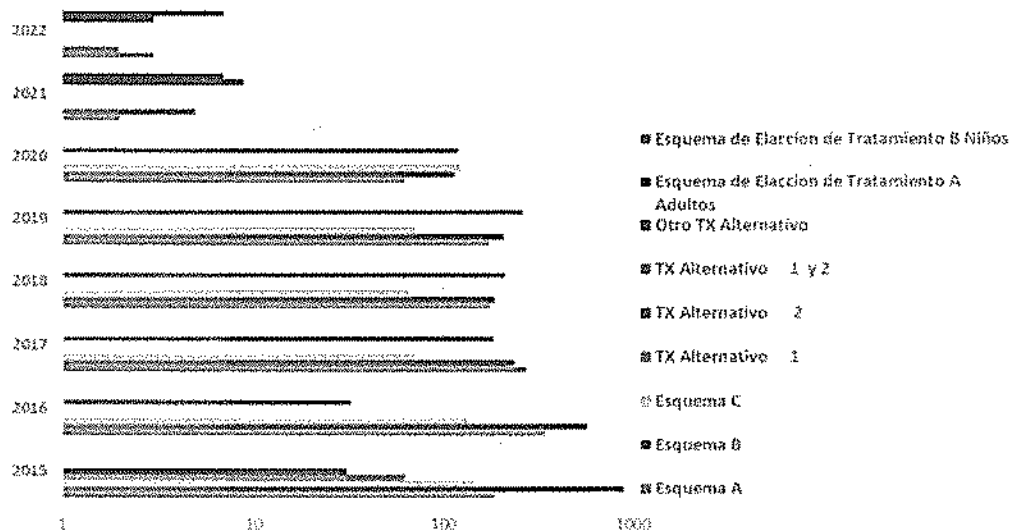 2022
2021
2020
2019
2018
2017
2016
2015
1 10 100 1000
Esquema de Elaccion de Tratamiento B Niños
Esquema de Elaccion de Tratamiento A
Adultos
Otro TX Alternativo
TX Alternativo 1 y 2
TX Alternativo 2
TX Alternativo 1
Esquema C
Esquema B
Esquema A